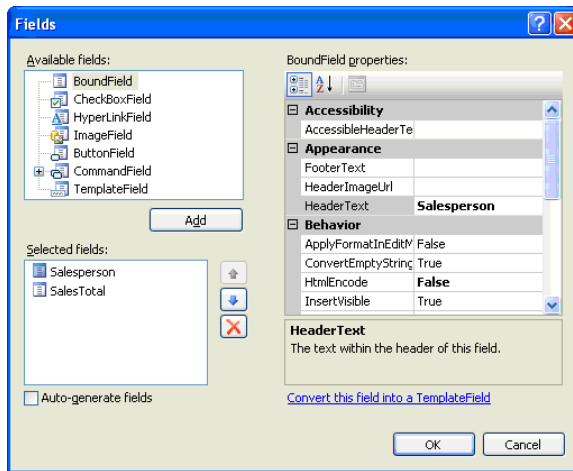 Fields
Available fields:
BoundField
CheckBoxField
HyperLinkField
ImageField
ButtonField
CommandField
TemplateField
Add
Selected fields:
Salesperson
SalesTotal
Auto-generate fields
BoundField properties:
Accessibility
AccessibleHeaderTe
Appearance
FooterText
HeaderImageUrl
HeaderText Salesperson
Behavior
ApplyFormatInEditM False
ConvertEmptyString True
HtmlEncode False
InsertVisible True
HeaderText
The text within the header of this field.
Convert this field into a TemplateField
OK Cancel